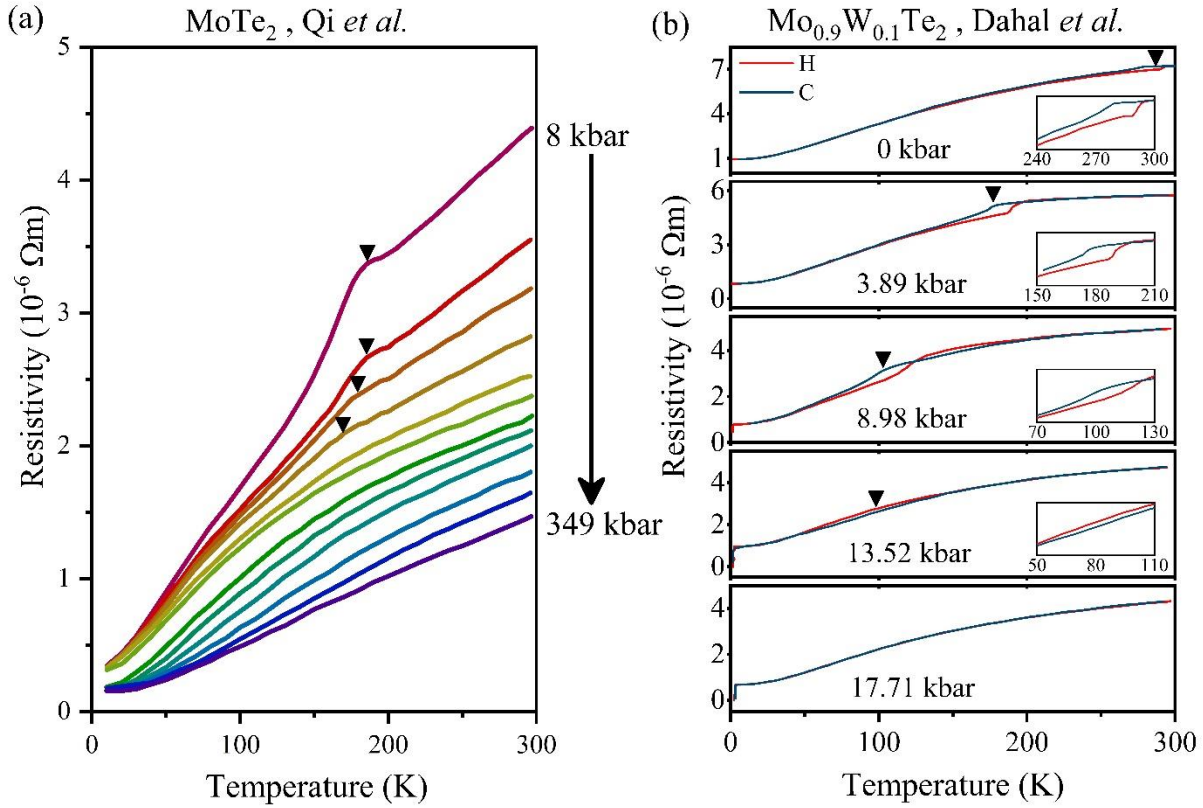 (a) MoTe₂ , Qi et al.
5
4
3
2
1
0
0 100 200 300
Resistivity (10⁻⁶ Ωm)
Temperature (K)
8 kbar
349 kbar
(b) Mo₀.₉W₀.₁Te₂ , Dahal et al.
H
C
7
4
1
0 kbar
240 270 300
6
3
0
3.89 kbar
150 180 210
4
2
0
8.98 kbar
70 100 130
4
2
0
13.52 kbar
50 80 110
4
2
0
17.71 kbar
0 100 200 300
Resistivity (10⁻⁶ Ωm)
Temperature (K)